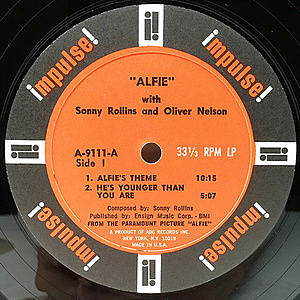 impulse!
impulse!
impulse!
impulse!
"ALFIE"
with
Sonny Rollins and Oliver Nelson
A-9111-A
Side I
33⅓ RPM LP
1. ALFIE'S THEME 10:15
2. HE'S YOUNGER THAN
YOU ARE 5:07
Composed by: Sonny Rollins
Published by: Ensign Music Corp. - BMI
FROM THE PARAMOUNT PICTURE "ALFIE"
A PRODUCT OF ABC RECORDS INC.
NEW YORK, N.Y. 10019
MADE IN U.S.A.